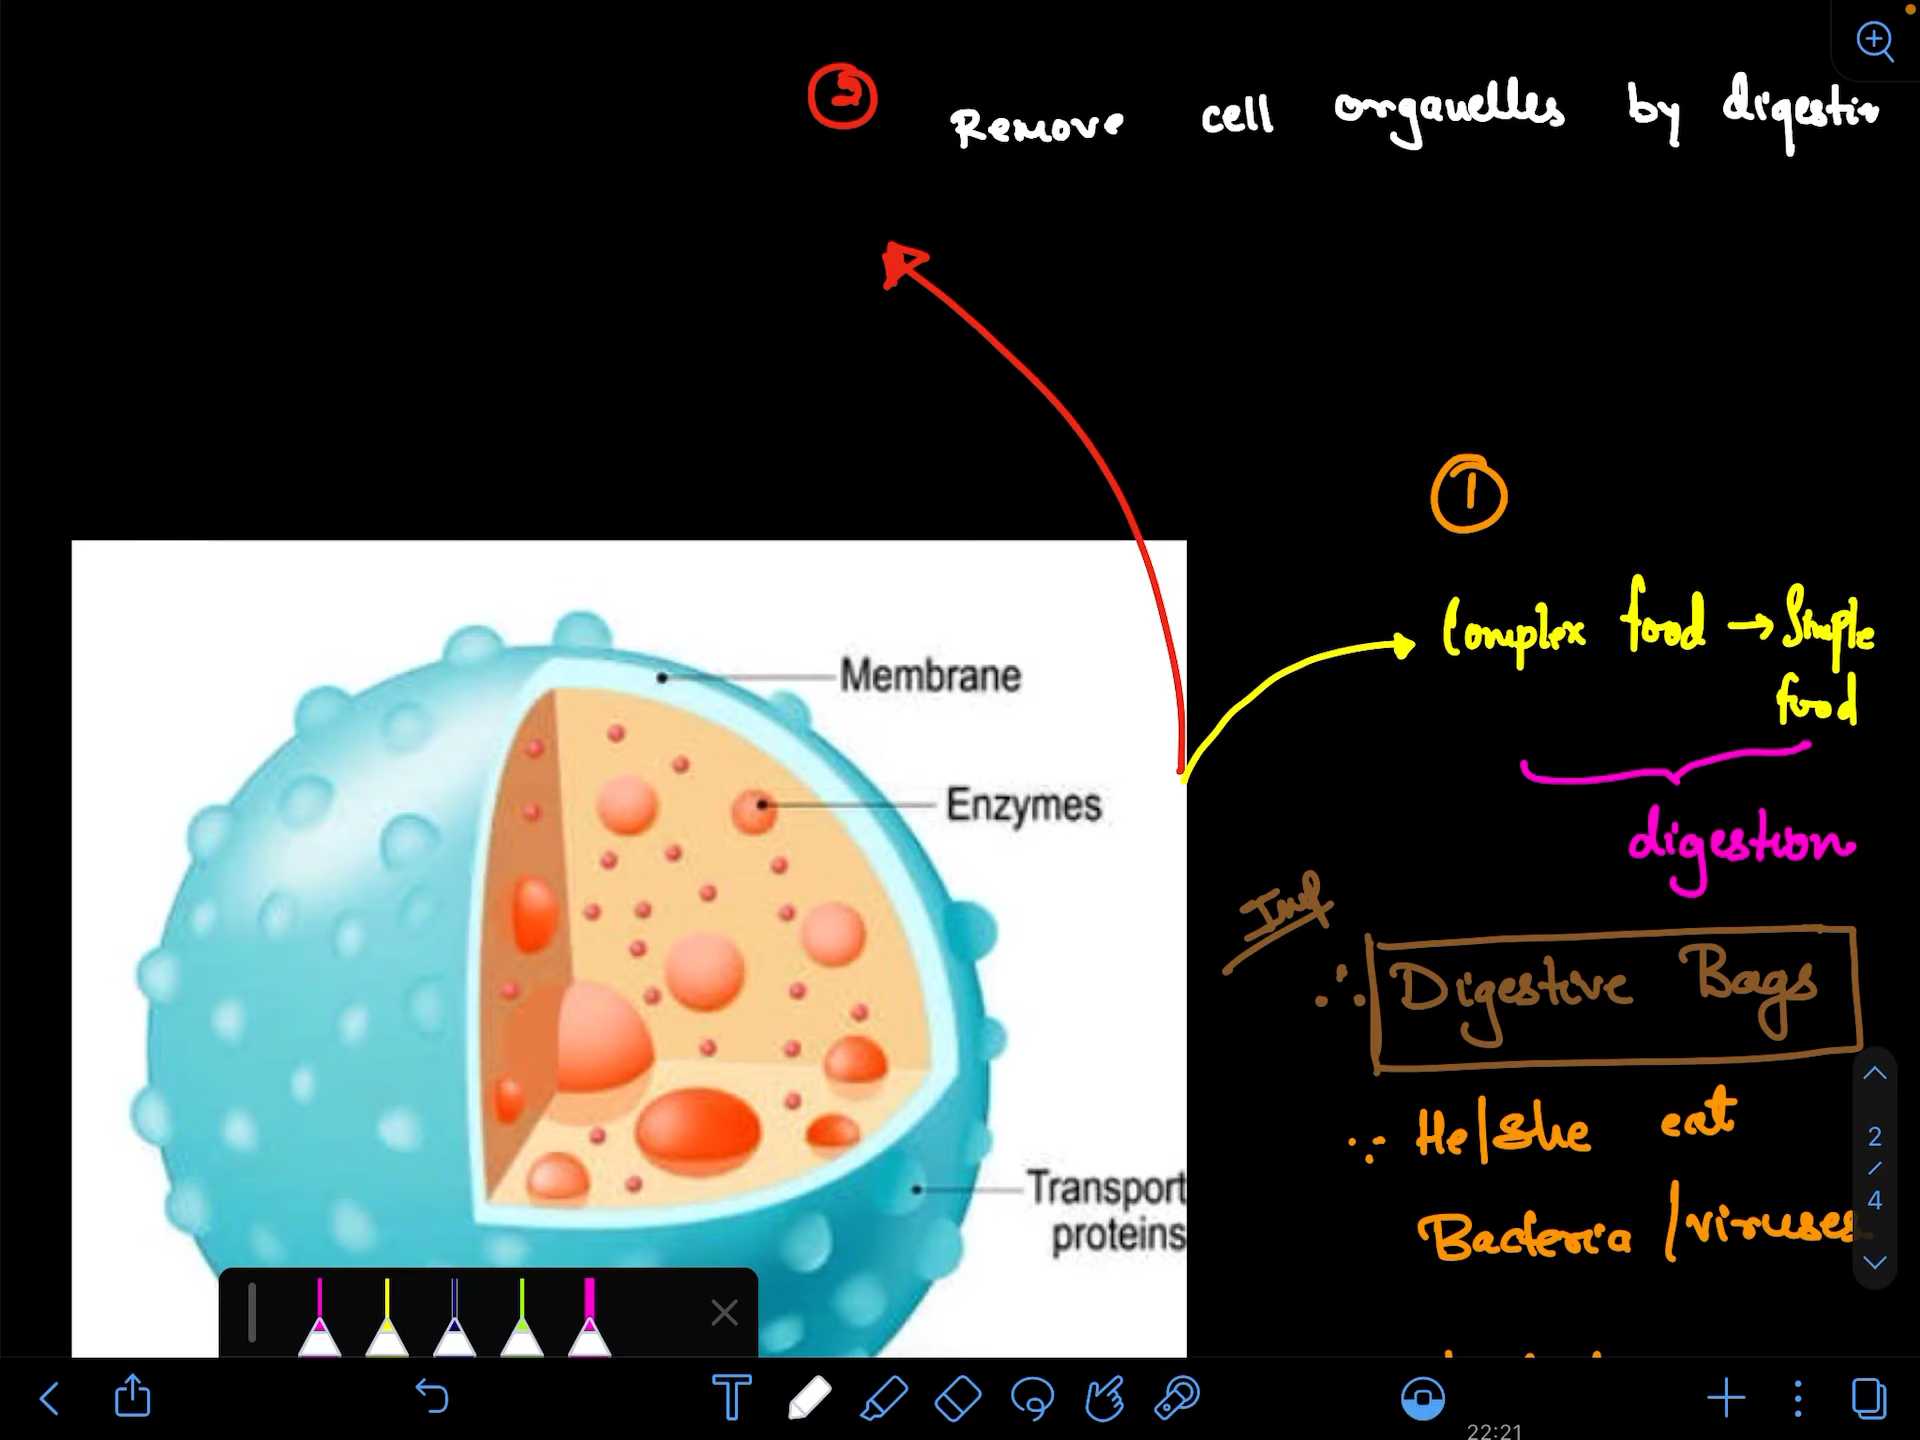 ② Remove cell organelles by digestin
①
Complex food → Simple
food
digestion
Imp
∴ Digestive Bags
∵ He/She eat
Bacteria / viruses
Membrane
Enzymes
Transport
proteins
2
/
4
T
22:21